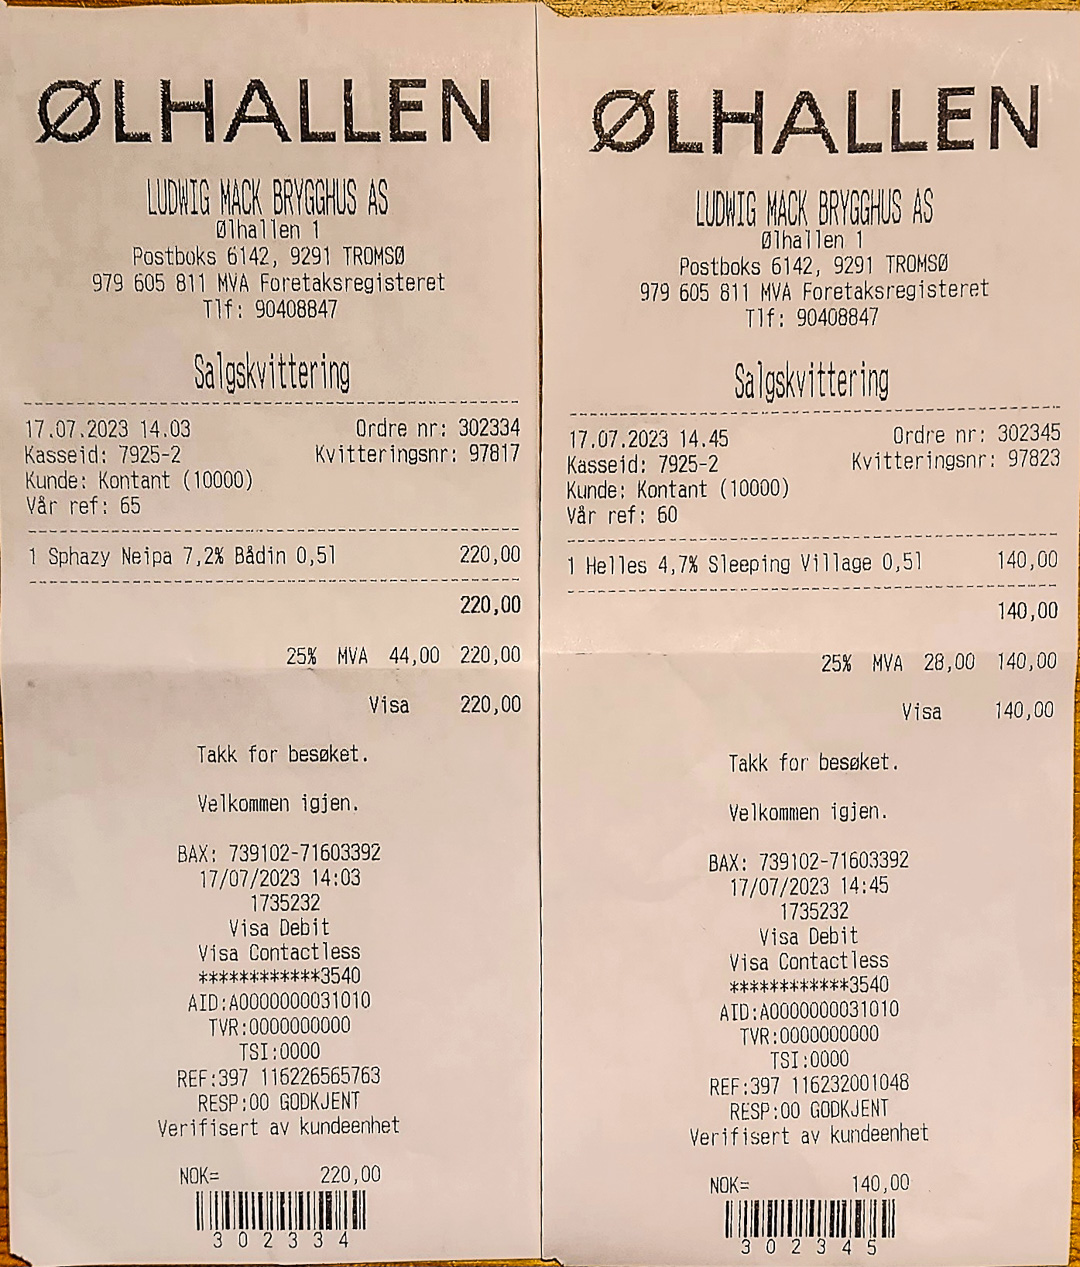 ØLHALLEN
LUDWIG MACK BRYGGHUS AS
Ølhallen 1
Postboks 6142, 9291 TROMSØ
979 605 811 MVA Foretaksregisteret
Tlf: 90408847
Salgskvittering
17.07.2023 14.03 Ordre nr: 302334
Kasseid: 7925-2 Kvitteringsnr: 97817
Kunde: Kontant (10000)
Vår ref: 65
1 Sphazy Neipa 7,2% Bådin 0,5l 220,00
220,00
25% MVA 44,00 220,00
Visa 220,00
Takk for besøket.
Velkommen igjen.
BAX: 739102-71603392
17/07/2023 14:03
1735232
Visa Debit
Visa Contactless
************3540
AID:A0000000031010
TVR:0000000000
TSI:0000
REF:397 116226565763
RESP:00 GODKJENT
Verifisert av kundeenhet
NOK= 220,00
302334
ØLHALLEN
LUDWIG MACK BRYGGHUS AS
Ølhallen 1
Postboks 6142, 9291 TROMSØ
979 605 811 MVA Foretaksregisteret
Tlf: 90408847
Salgskvittering
17.07.2023 14.45 Ordre nr: 302345
Kasseid: 7925-2 Kvitteringsnr: 97823
Kunde: Kontant (10000)
Vår ref: 60
1 Helles 4,7% Sleeping Village 0,5l 140,00
140,00
25% MVA 28,00 140,00
Visa 140,00
Takk for besøket.
Velkommen igjen.
BAX: 739102-71603392
17/07/2023 14:45
1735232
Visa Debit
Visa Contactless
************3540
AID:A0000000031010
TVR:0000000000
TSI:0000
REF:397 116232001048
RESP:00 GODKJENT
Verifisert av kundeenhet
NOK= 140,00
302345